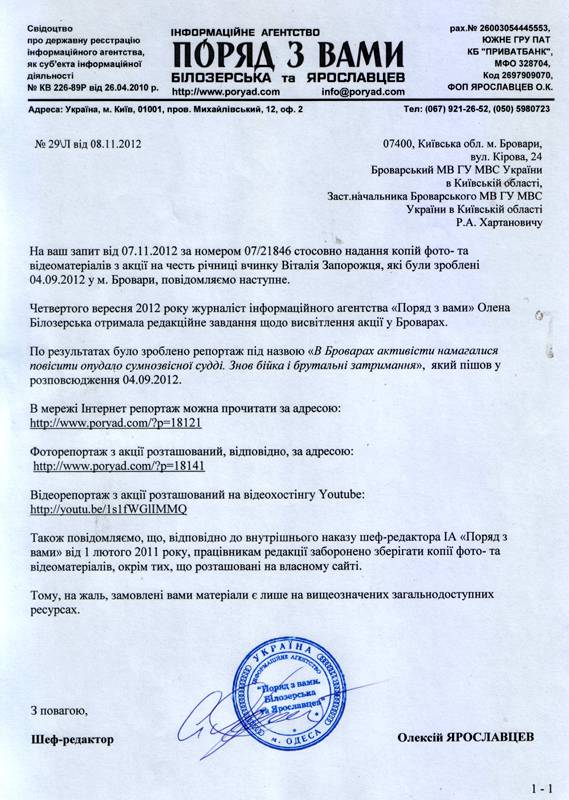 Свідоцтво
про державну реєстрацію
інформаційного агентства,
як суб'екта інформаційної
діяльності
№ КВ 226-89Р від 26.04.2010 р.
ІНФОРМАЦІЙНЕ АГЕНТСТВО
ПОРЯД З ВАМИ
БІЛОЗЕРСЬКА та ЯРОСЛАВЦЕВ
http://www.poryad.com info@poryad.com
рах.№ 26003054445553,
ЮЖНЕ ГРУ ПАТ
КБ "ПРИВАТБАНК",
МФО 328704,
Код 2697909070,
ФОП ЯРОСЛАВЦЕВ О.К.
Адреса: Україна, м. Київ, 01001, пров. Михайлівський, 12, оф. 2 Тел: (067) 921-26-52, (050) 5980723
№ 29\Л від 08.11.2012
07400, Київська обл. м. Бровари,
вул. Кірова, 24
Броварський МВ ГУ МВС України
в Київській області,
Заст.начальника Броварського МВ ГУ МВС
України в Київській області
Р.А. Хартановичу
На ваш запит від 07.11.2012 за номером 07/21846 стосовно надання копій фото- та
відеоматеріалів з акції на честь річниці вчинку Віталія Запорожця, які були зроблені
04.09.2012 у м. Бровари, повідомляємо наступне.
Четвертого вересня 2012 року журналіст інформаційного агентства «Поряд з вами» Олена
Білозерська отримала редакційне завдання щодо висвітлення акції у Броварах.
По результатах було зроблено репортаж під назвою «В Броварах активісти намагалися
повісити опудало сумнозвісної судді. Знов бійка і брутальні затримання», який пішов у
розповсюдження 04.09.2012.
В мережі Інтернет репортаж можна прочитати за адресою:
http://www.poryad.com/?p=18121
Фоторепортаж з акції розташований, відповідно, за адресою:
http://www.poryad.com/?p=18141
Відеорепортаж з акції розташований на відеохостінгу Youtube:
http://youtu.be/1s1fWGlIMMQ
Також повідомляємо, що, відповідно до внутрішнього наказу шеф-редактора ІА «Поряд з
вами» від 1 лютого 2011 року, працівникам редакції заборонено зберігати копії фото- та
відеоматеріалів, окрім тих, що розташовані на власному сайті.
Тому, на жаль, замовлені вами матеріали є лише на вищеозначених загальнодоступних
ресурсах.
УКРАЇНА
ІНФОРМАЦІЙНЕ АГЕНТСТВО
"Поряд з вами.
Білозерська
та Ярославцев"
м. ОДЕСА
З повагою,
Шеф-редактор Олексій ЯРОСЛАВЦЕВ
1 - 1